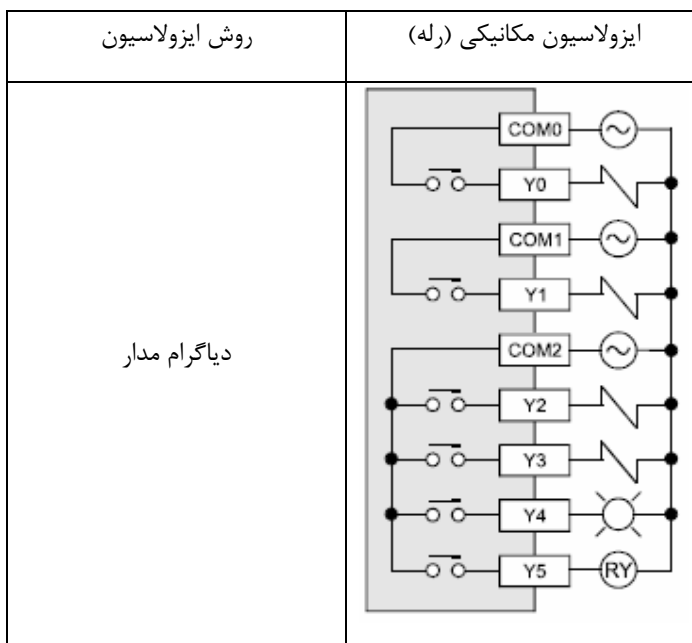 روش ایزولاسیون
ایزولاسیون مکانیکی (رله)
دیاگرام مدار
COM0
Y0
COM1
Y1
COM2
Y2
Y3
Y4
Y5 RY